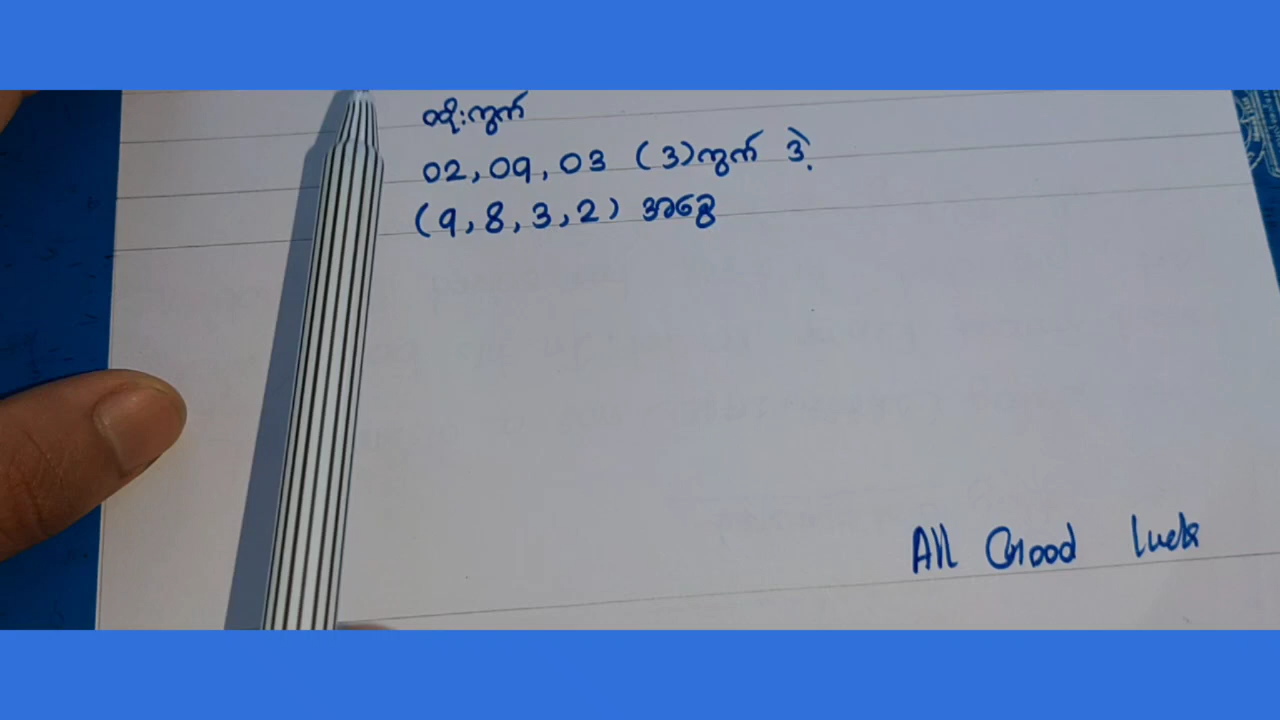 ထိုးကွက်
02,09,03 (3)ကွက် ဒဲ့
(9,8,3,2) အခွေ
All Good Luck